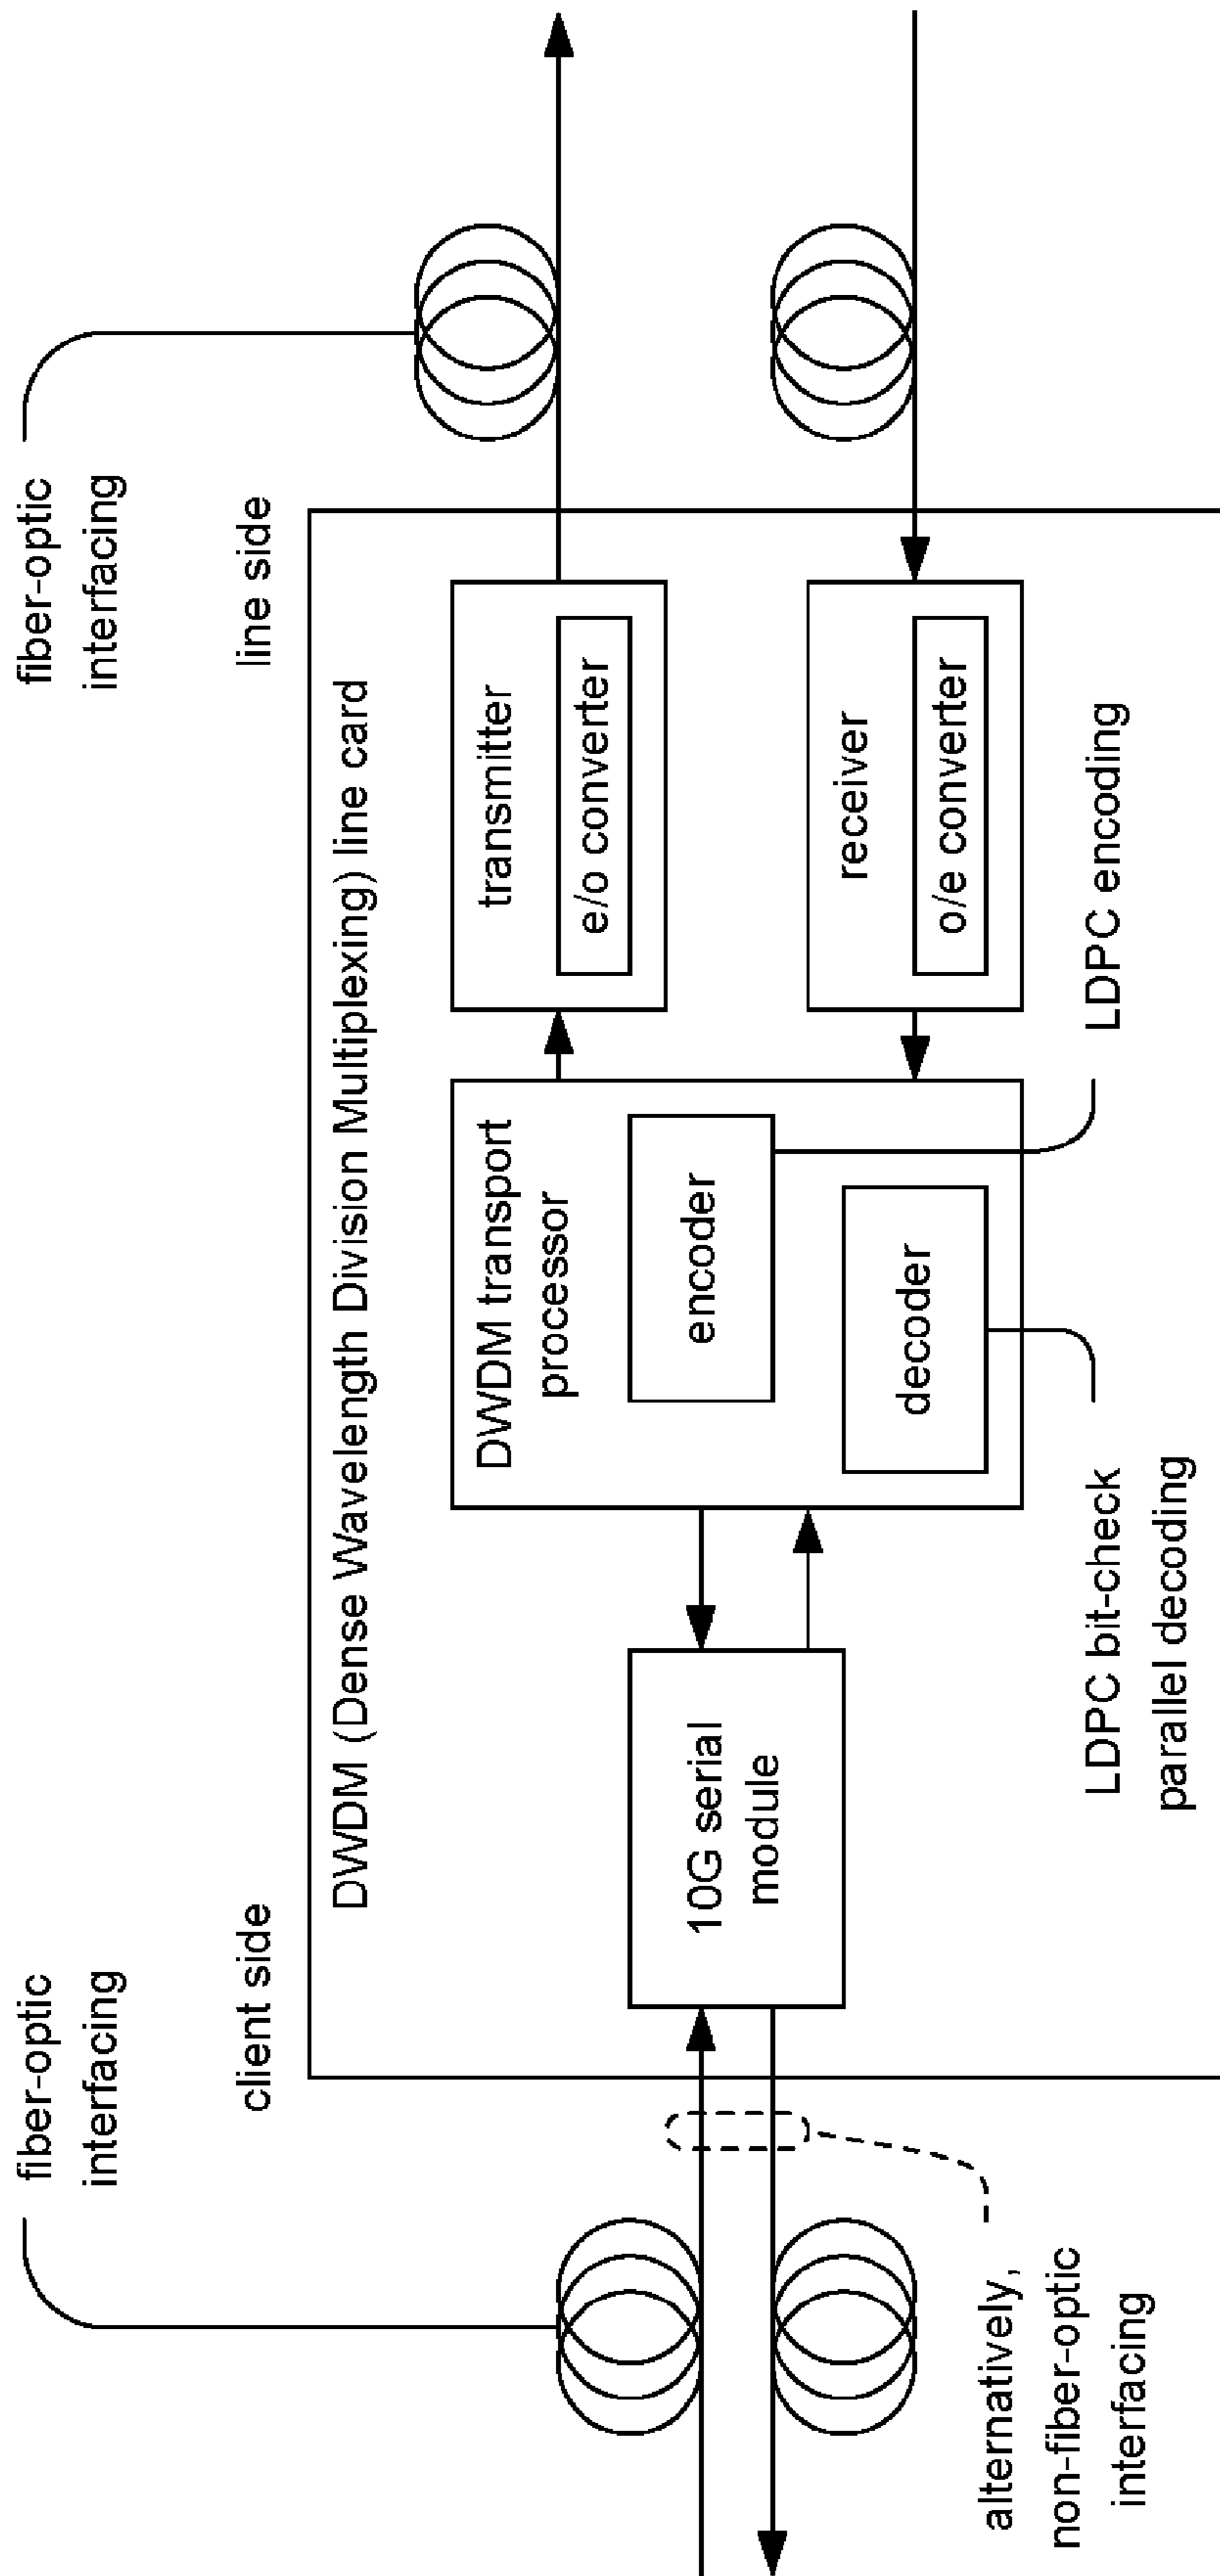 fiber-optic
interfacing
fiber-optic
interfacing
client side
line side
DWDM (Dense Wavelength Division Multiplexing) line card
10G serial
module
DWDM transport
processor
encoder
decoder
transmitter
e/o converter
receiver
o/e converter
alternatively,
non-fiber-optic
interfacing
LDPC bit-check
parallel decoding
LDPC encoding